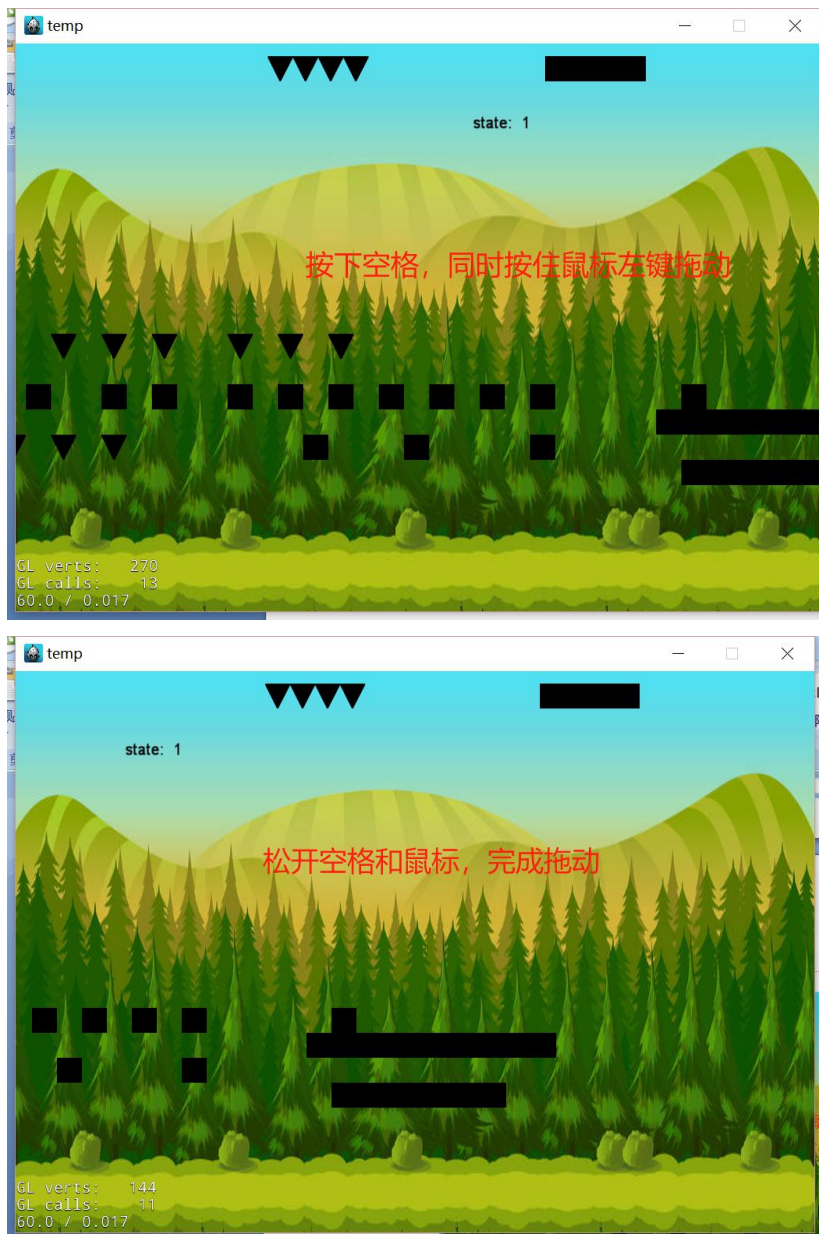 temp
state: 1
按下空格，同时按住鼠标左键拖动
GL verts: 270
GL calls: 13
60.0 / 0.017
temp
state: 1
松开空格和鼠标，完成拖动
GL verts: 144
GL calls: 11
60.0 / 0.017